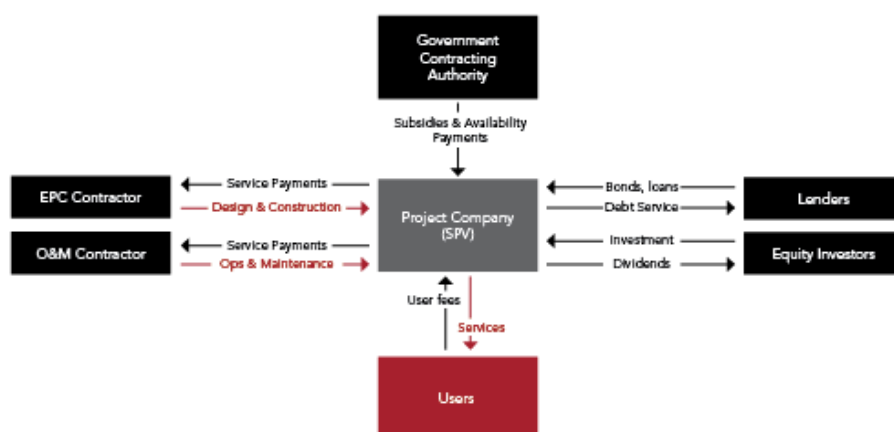 Government
Contracting
Authority
Subsidies & Availability
Payments
EPC Contractor
Service Payments
Design & Construction
O&M Contractor
Service Payments
Ops & Maintenance
Project Company
(SPV)
Bonds, loans
Debt Service
Lenders
Investment
Dividends
Equity Investors
User fees
Services
Users